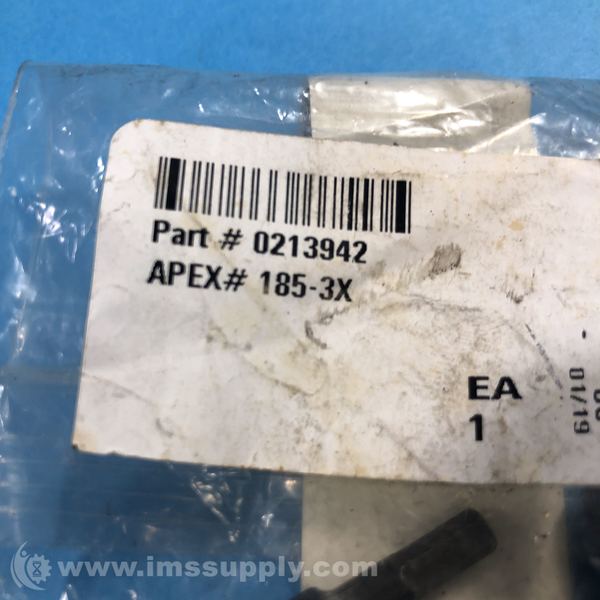 Part # 0213942
APEX# 185-3X
EA
1
01/19
www.imssupply.com